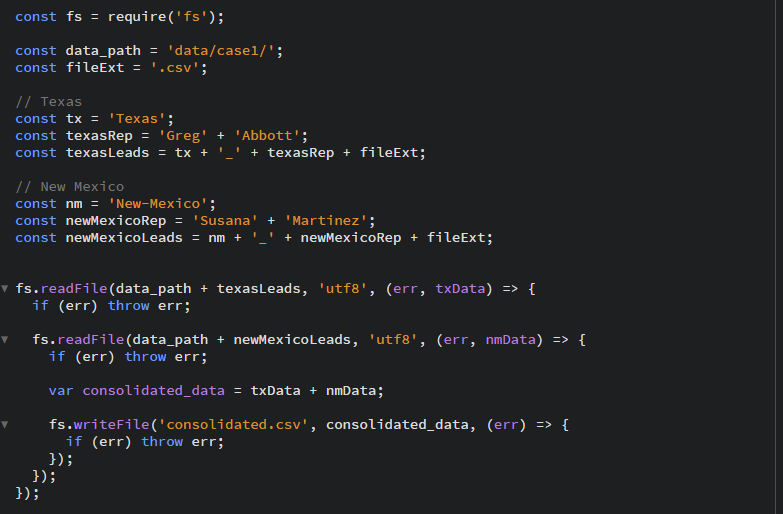 const fs = require('fs');
const data_path = 'data/case1/';
const fileExt = '.csv';
// Texas
const tx = 'Texas';
const texasRep = 'Greg' + 'Abbott';
const texasLeads = tx + '_' + texasRep + fileExt;
// New Mexico
const nm = 'New-Mexico';
const newMexicoRep = 'Susana' + 'Martinez';
const newMexicoLeads = nm + '_' + newMexicoRep + fileExt;
fs.readFile(data_path + texasLeads, 'utf8', (err, txData) => {
  if (err) throw err;
  fs.readFile(data_path + newMexicoLeads, 'utf8', (err, nmData) => {
    if (err) throw err;
    var consolidated_data = txData + nmData;
    fs.writeFile('consolidated.csv', consolidated_data, (err) => {
      if (err) throw err;
    });
  });
});